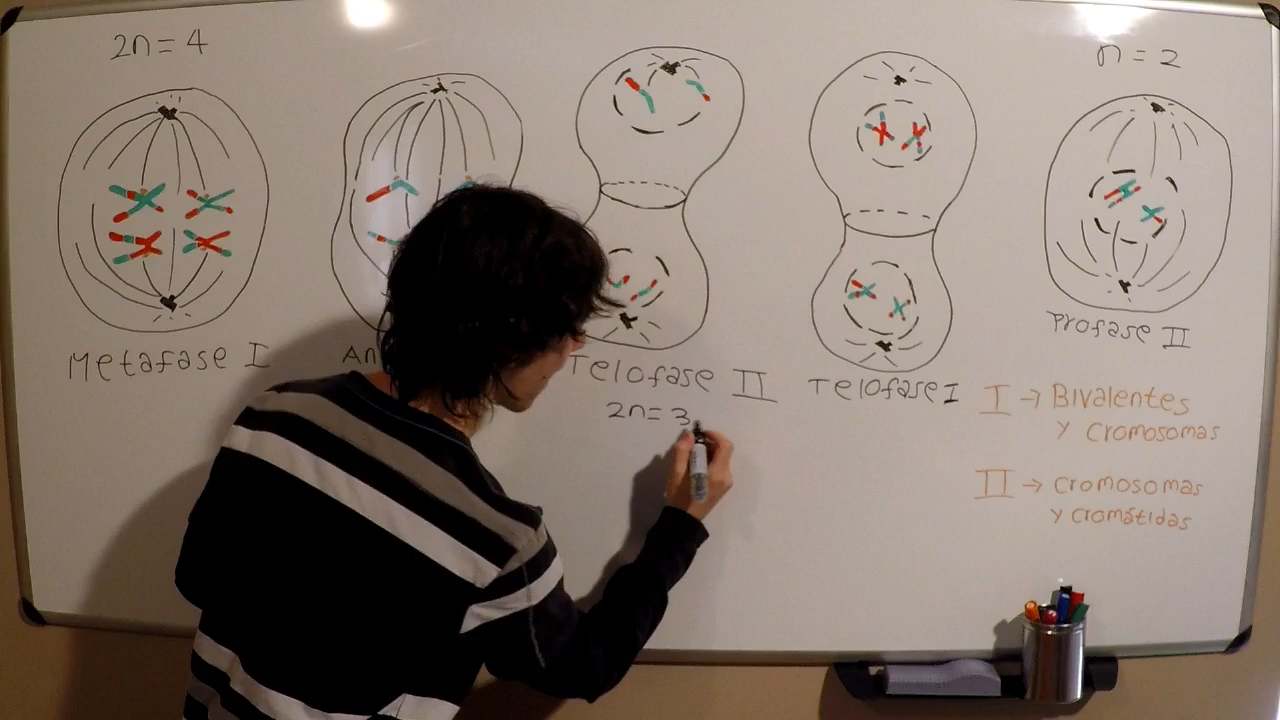 2n = 4
n = 2
Metafase I
An
Telofase II
2n = 3
Telofase I
Profase II
I → Bivalentes
y cromosomas
II → cromosomas
y cromátidas